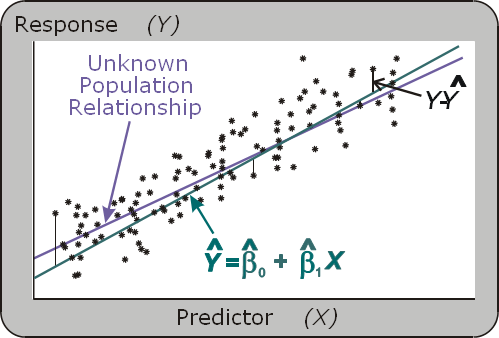 Response (Y)
Unknown
Population
Relationship
Y-Ŷ
Ŷ = β̂₀ + β̂₁X
Predictor (X)